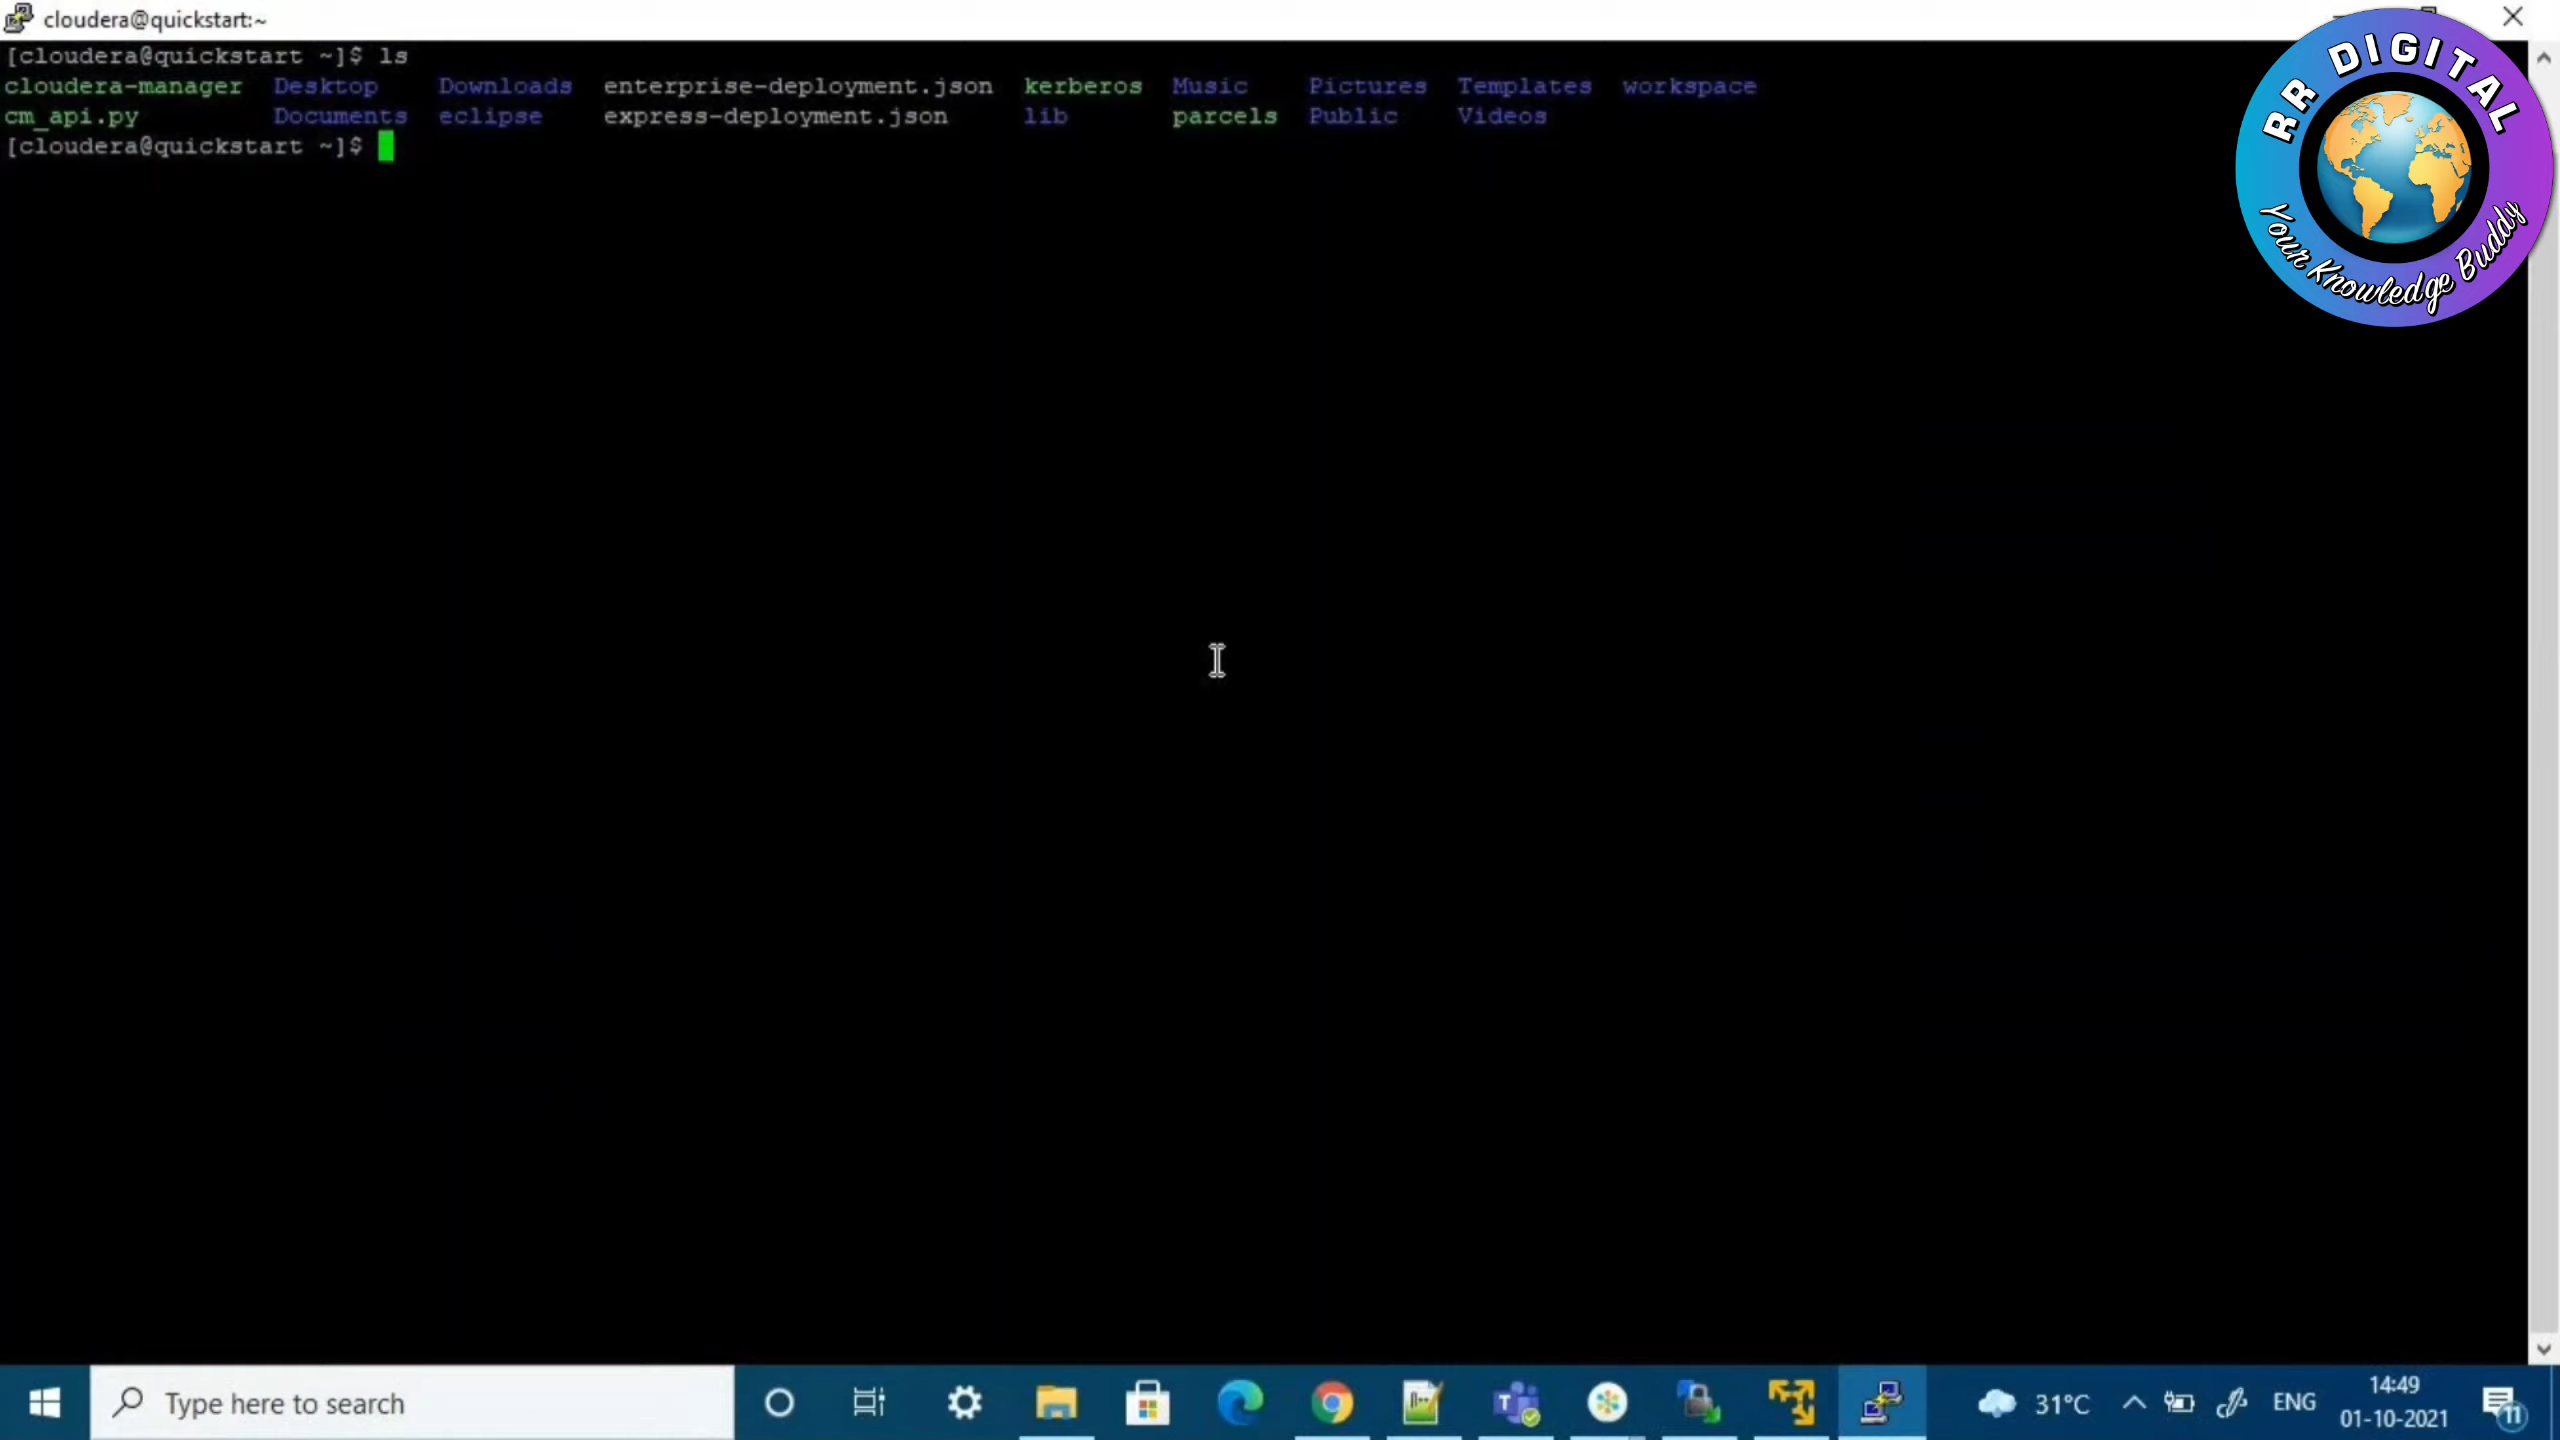 cloudera@quickstart:~
[cloudera@quickstart ~]$ ls
cloudera-manager Desktop Downloads enterprise-deployment.json kerberos Music Pictures Templates workspace
cm_api.py Documents eclipse express-deployment.json lib parcels Public Videos
[cloudera@quickstart ~]$
RR DIGITAL
Your Knowledge Buddy
Type here to search
31°C
ENG
14:49
01-10-2021
11